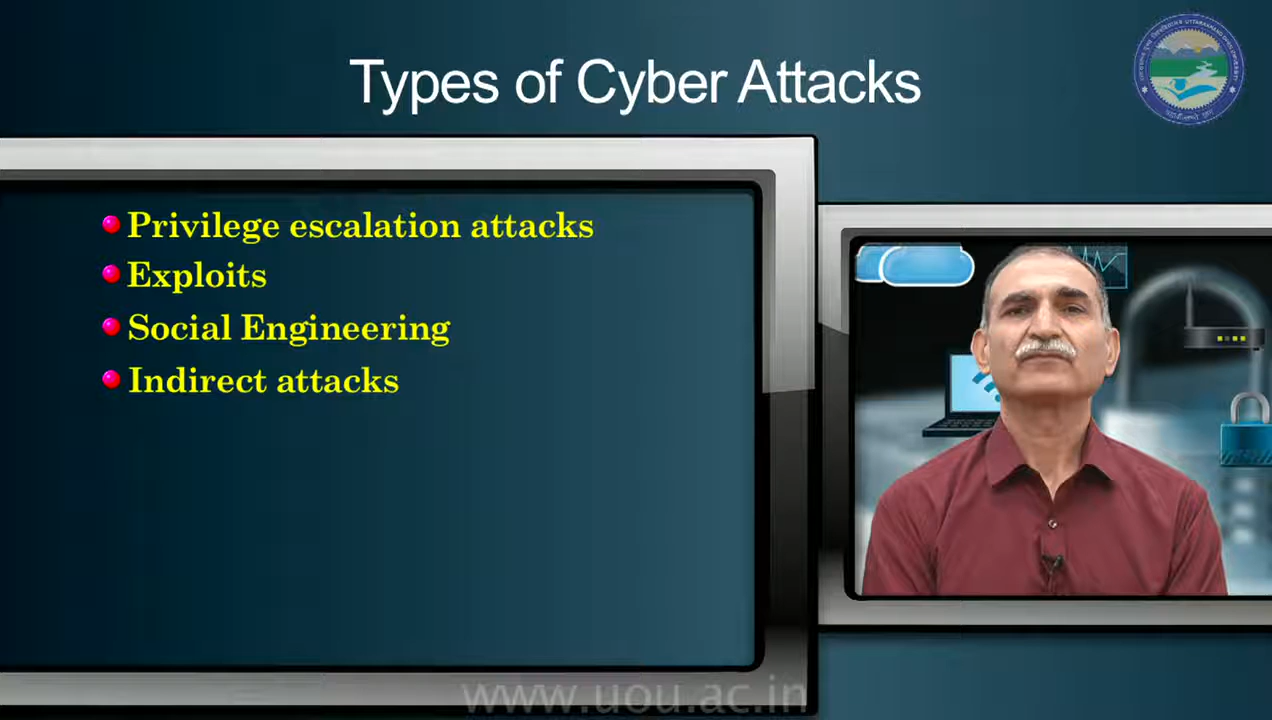 Types of Cyber Attacks
Privilege escalation attacks
Exploits
Social Engineering
Indirect attacks
www.uou.ac.in